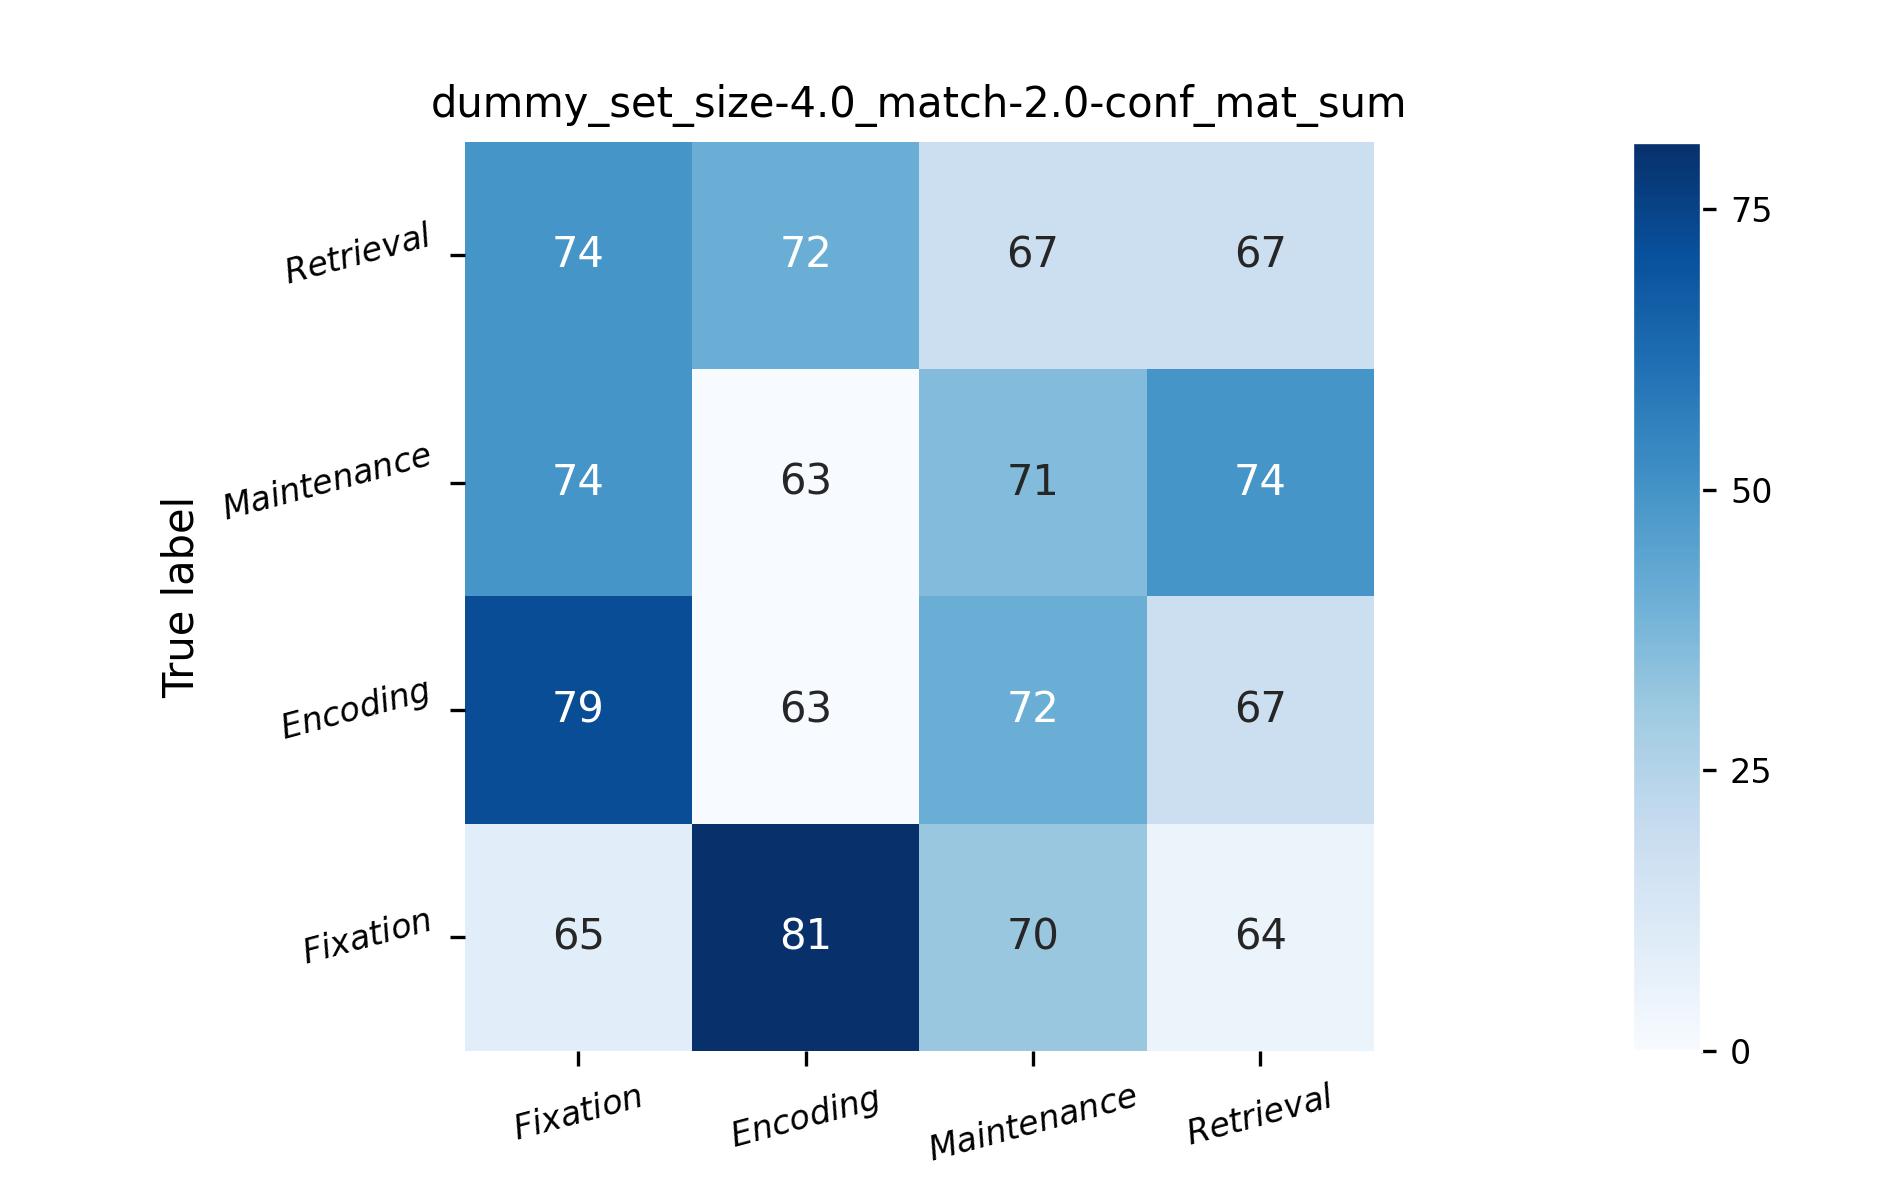 dummy_set_size-4.0_match-2.0-conf_mat_sum
True label
Retrieval 74 72 67 67
Maintenance 74 63 71 74
Encoding 79 63 72 67
Fixation 65 81 70 64
Fixation Encoding Maintenance Retrieval
75
50
25
0